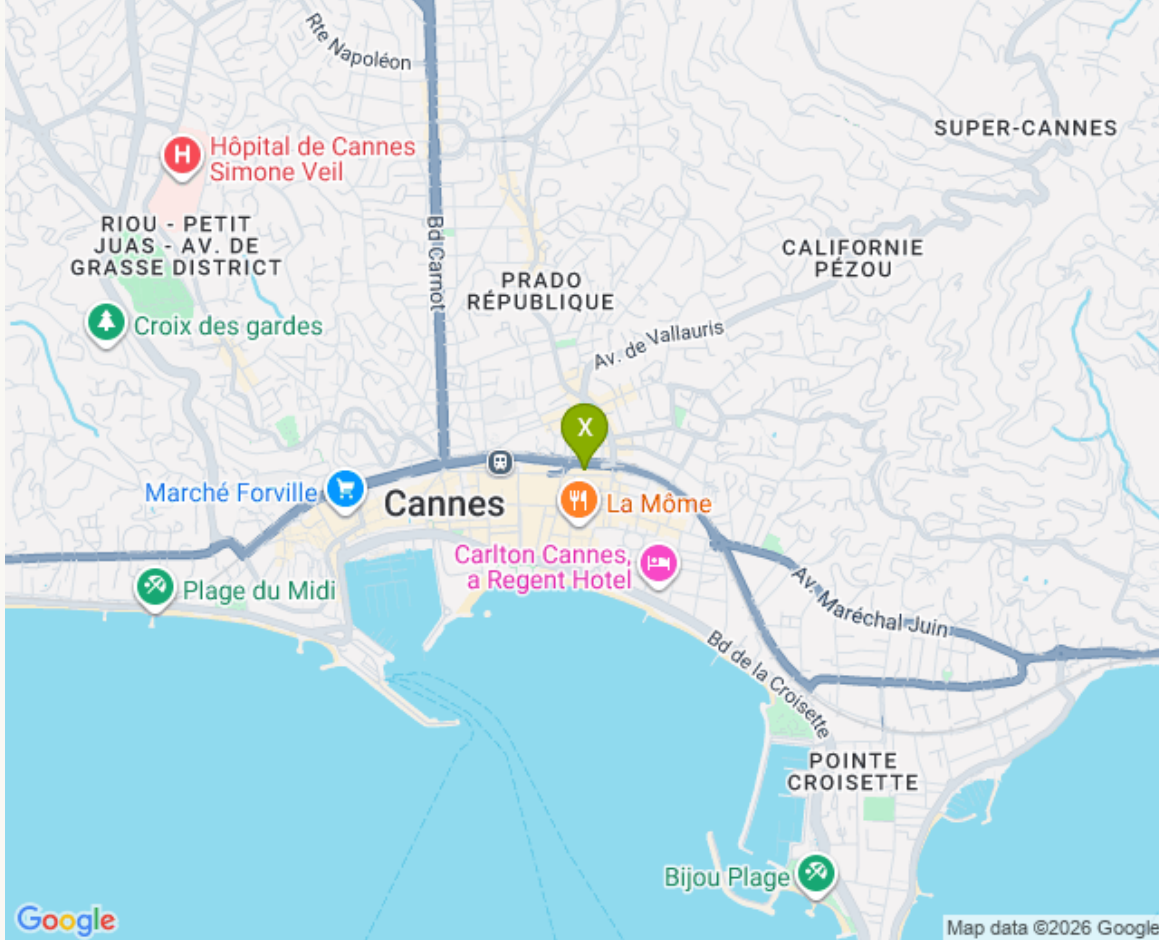 Rte Napoléon
SUPER-CANNES
H
Hôpital de Cannes
Simone Veil
RIOU - PETIT
JUAS - AV. DE
GRASSE DISTRICT
Bd Carnot
CALIFORNIE
PÉZOU
PRADO
RÉPUBLIQUE
Croix des gardes
Av. de Vallauris
X
Marché Forville
Cannes
La Môme
Carlton Cannes,
a Regent Hotel
Plage du Midi
Av. Maréchal Juin
Bd de la Croisette
POINTE
CROISETTE
Bijou Plage
Google
Map data ©2026 Google